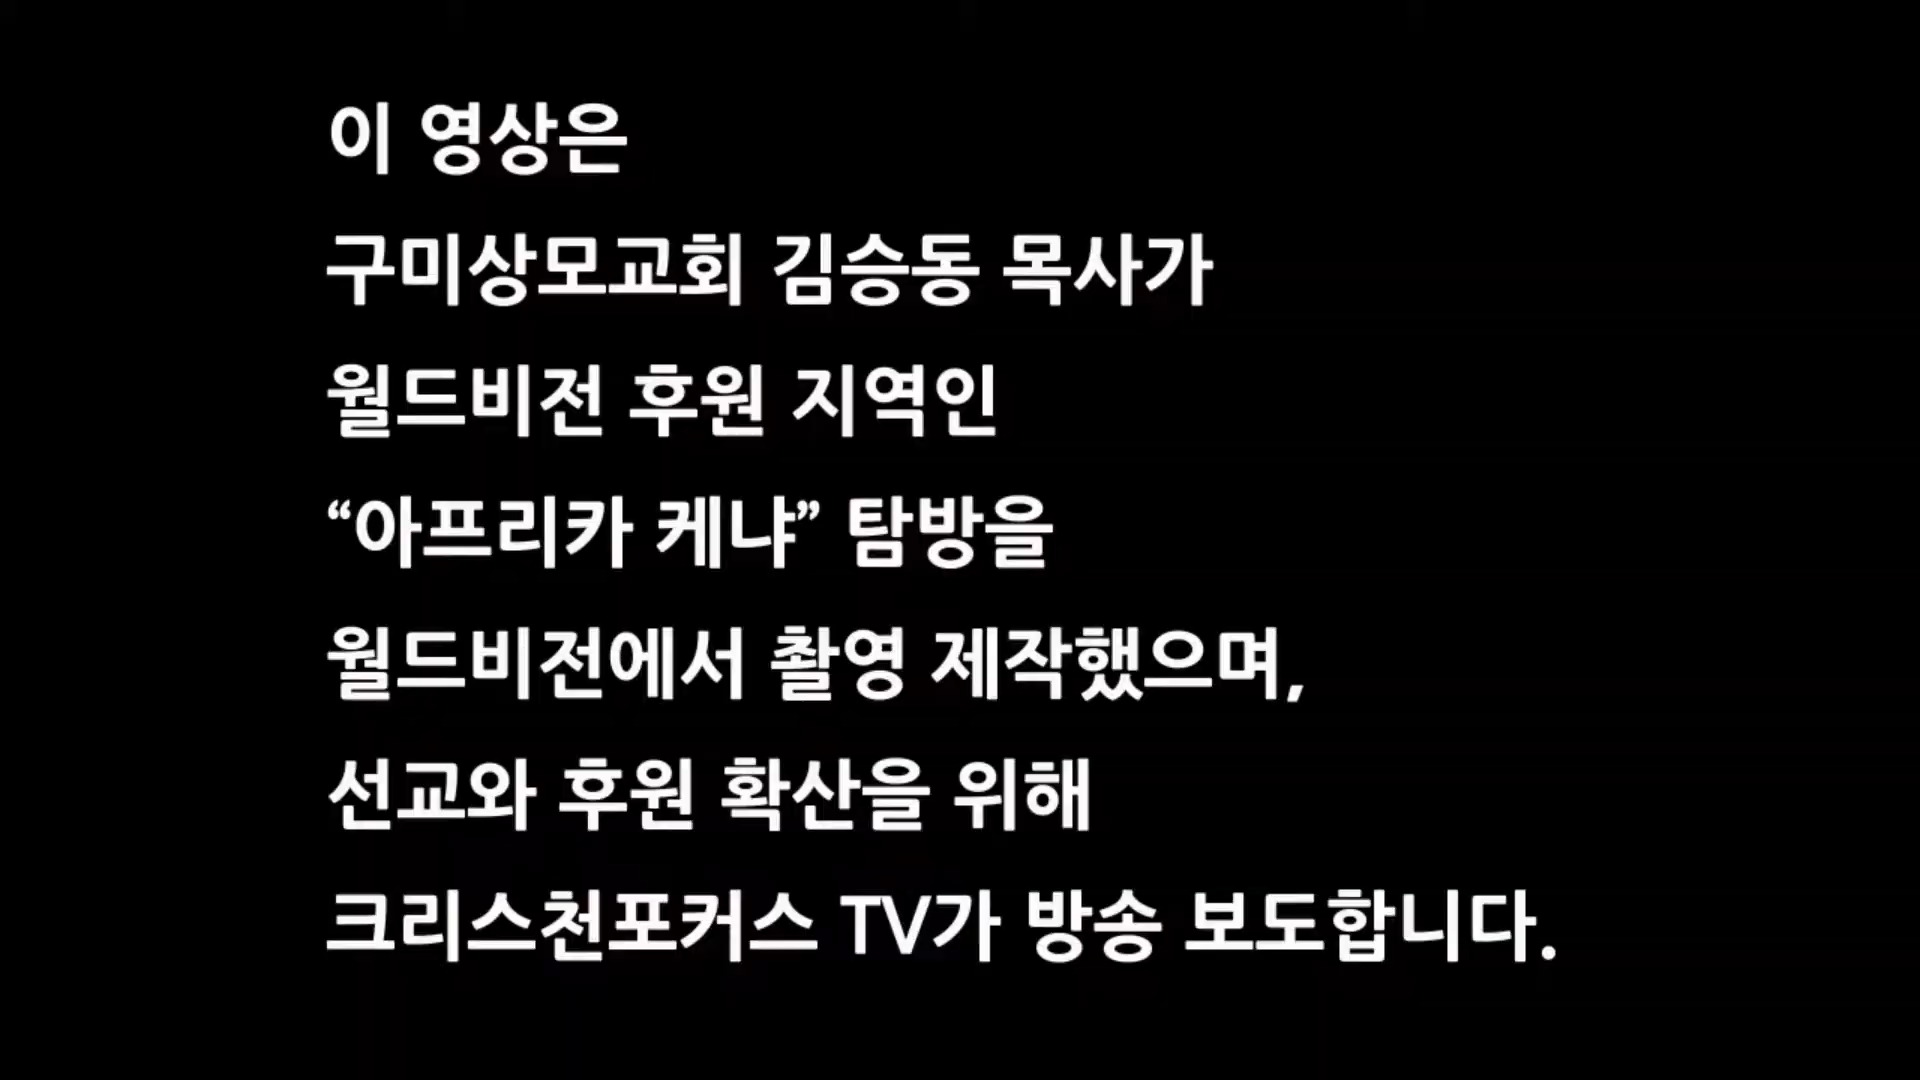 이 영상은
구미상모교회 김승동 목사가
월드비전 후원 지역인
“아프리카 케냐” 탐방을
월드비전에서 촬영 제작했으며,
선교와 후원 확산을 위해
크리스천포커스 TV가 방송 보도합니다.